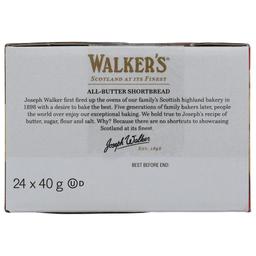 WALKER'S
SCOTLAND AT ITS FINEST
ALL-BUTTER SHORTBREAD
Joseph Walker first fired up the ovens of our family's Scottish highland bakery in
1898 with a desire to bake the best. Five generations of family bakers later, people
the world over enjoy our exceptional baking. We hold true to Joseph's recipe of
butter, sugar, flour and salt. Why? Because there are no shortcuts to showcasing
Scotland at its finest.
Joseph Walker
EST. 1898
BEST BEFORE END:
24 x 40 g Ⓤ D